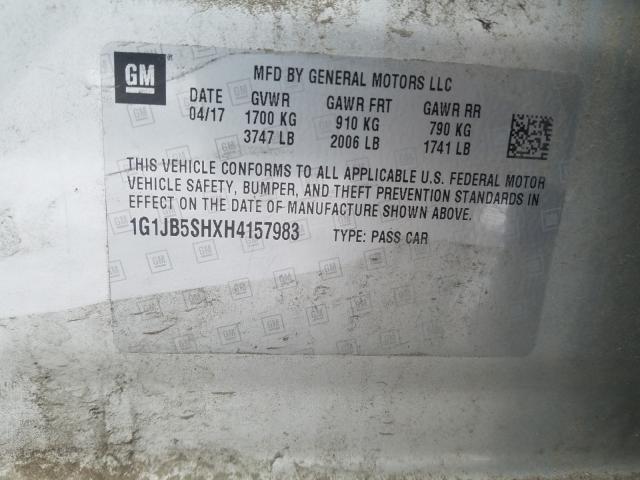 GM
MFD BY GENERAL MOTORS LLC
DATE GVWR GAWR FRT GAWR RR
04/17 1700 KG 910 KG 790 KG
3747 LB 2006 LB 1741 LB
THIS VEHICLE CONFORMS TO ALL APPLICABLE U.S. FEDERAL MOTOR
VEHICLE SAFETY, BUMPER, AND THEFT PREVENTION STANDARDS IN
EFFECT ON THE DATE OF MANUFACTURE SHOWN ABOVE.
1G1JB5SHXH4157983 TYPE: PASS CAR